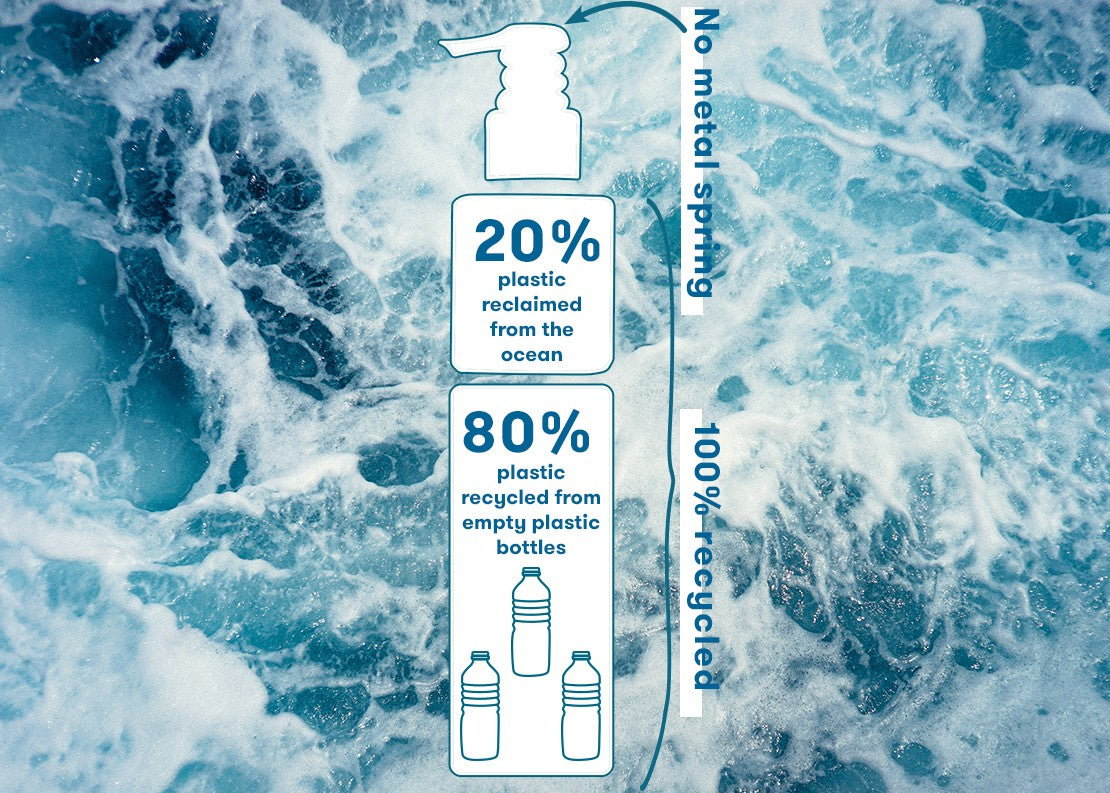 No metal spring
20%
plastic
reclaimed
from the
ocean
80%
plastic
recycled from
empty plastic
bottles
100% recycled